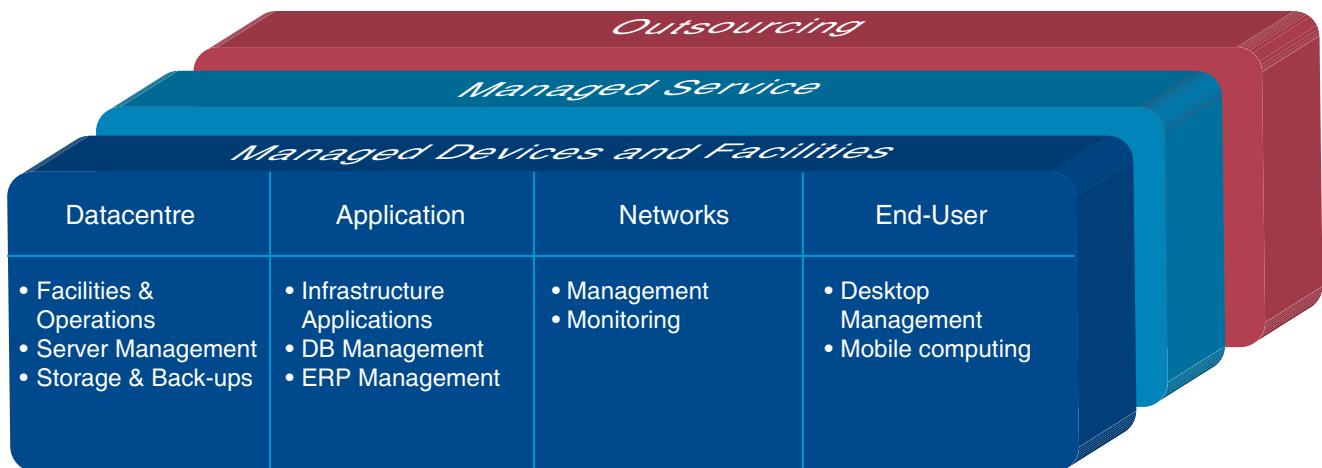 Outsourcing
Managed Service
Managed Devices and Facilities
Datacentre
Application
Networks
End-User
• Facilities &
Operations
• Server Management
• Storage & Back-ups
• Infrastructure
Applications
• DB Management
• ERP Management
• Management
• Monitoring
• Desktop
Management
• Mobile computing